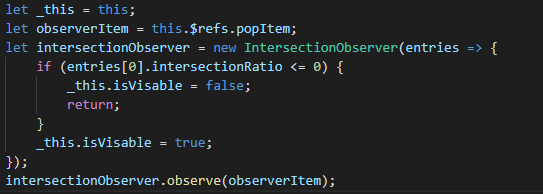 let _this = this;
let observerItem = this.$refs.popItem;
let intersectionObserver = new IntersectionObserver(entries => {
    if (entries[0].intersectionRatio <= 0) {
        _this.isVisable = false;
        return;
    }
    _this.isVisable = true;
});
intersectionObserver.observe(observerItem);